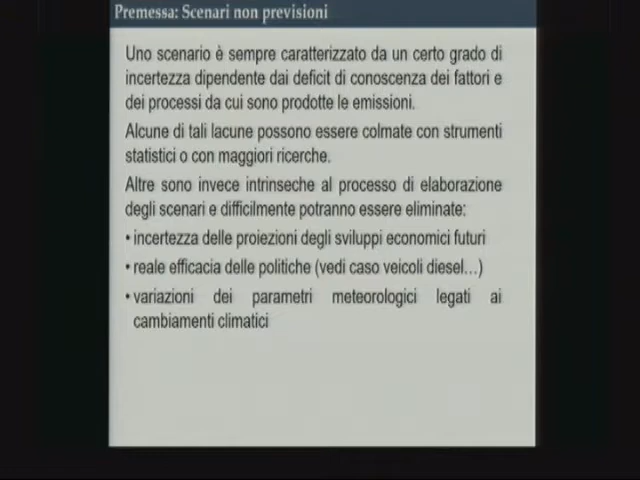 Premessa: Scenari non previsioni
Uno scenario è sempre caratterizzato da un certo grado di
incertezza dipendente dai deficit di conoscenza dei fattori e
dei processi da cui sono prodotte le emissioni.
Alcune di tali lacune possono essere colmate con strumenti
statistici o con maggiori ricerche.
Altre sono invece intrinseche al processo di elaborazione
degli scenari e difficilmente potranno essere eliminate:
• incertezza delle proiezioni degli sviluppi economici futuri
• reale efficacia delle politiche (vedi caso veicoli diesel…)
• variazioni dei parametri meteorologici legati ai
cambiamenti climatici